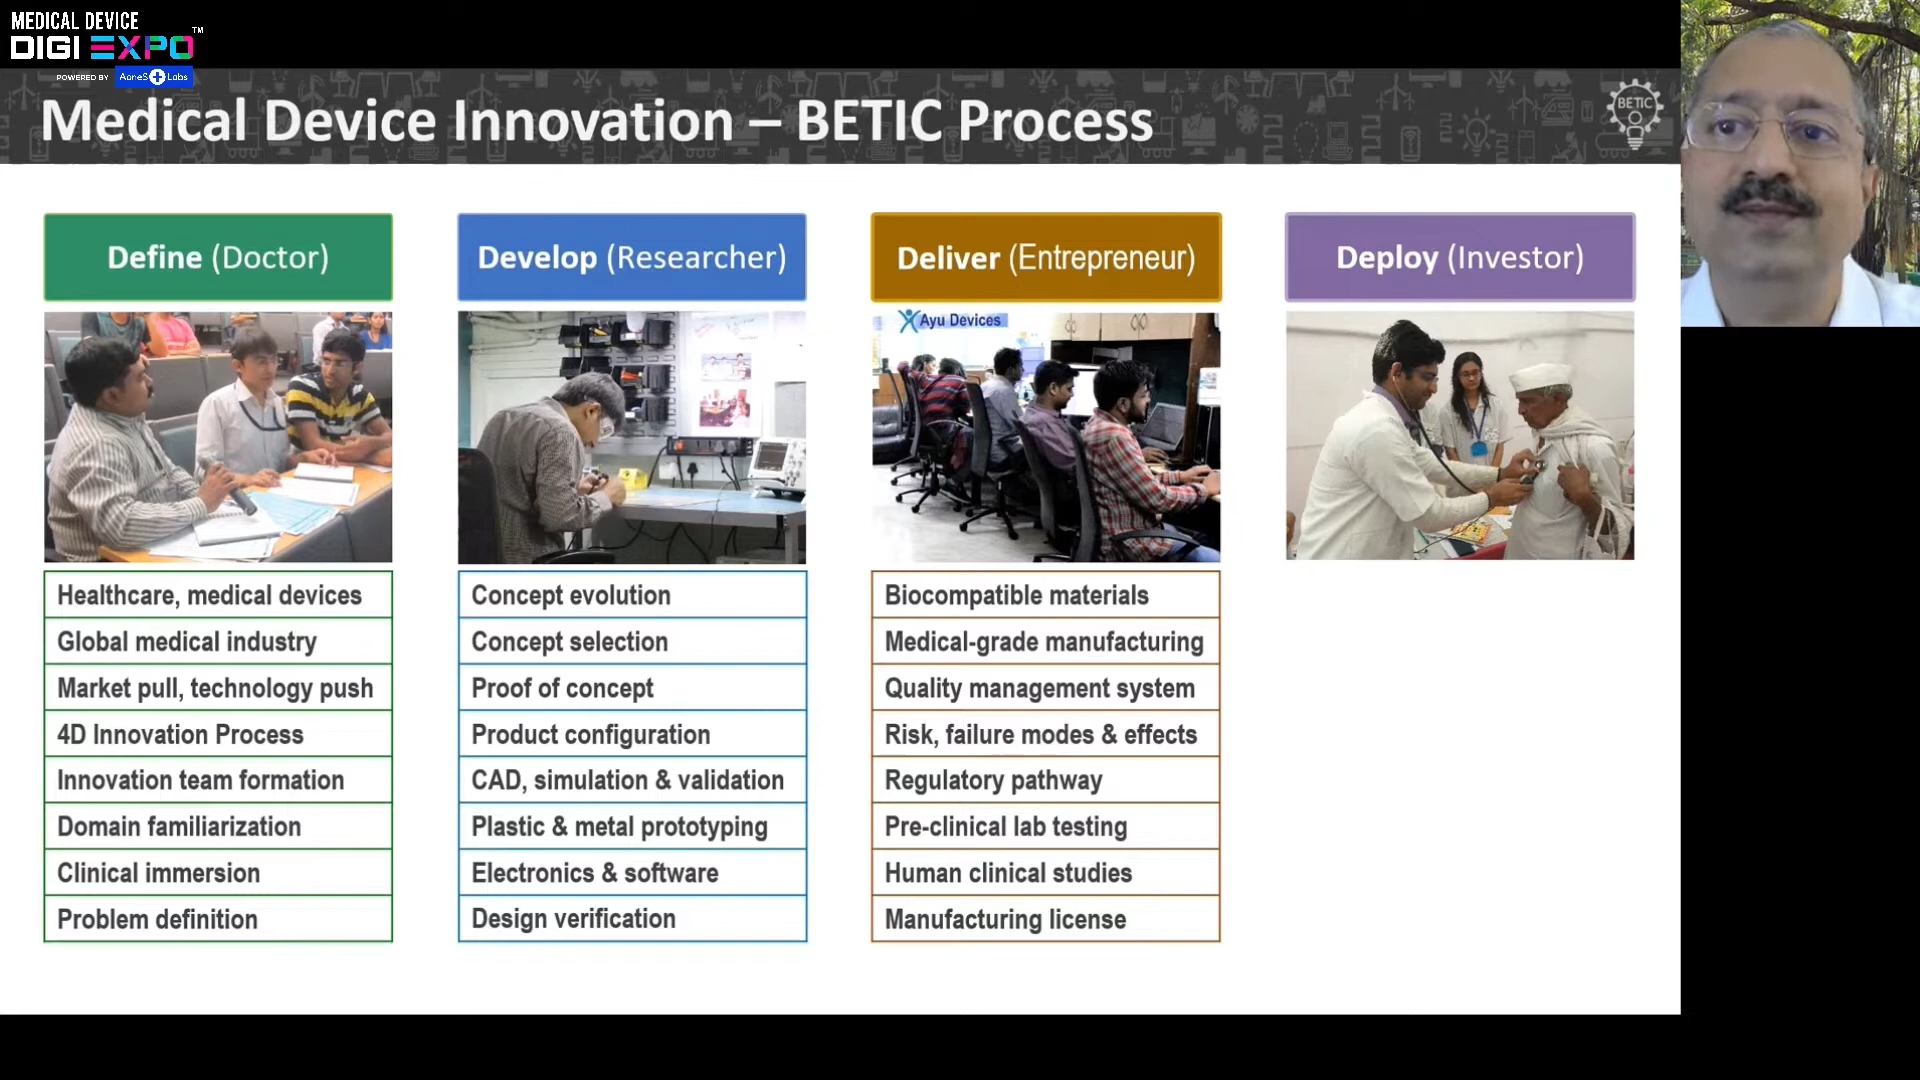 MEDICAL DEVICE
DIGI EXPO™
POWERED BY AoneS Labs
Medical Device Innovation – BETIC Process
BETIC
Define (Doctor)
Healthcare, medical devices
Global medical industry
Market pull, technology push
4D Innovation Process
Innovation team formation
Domain familiarization
Clinical immersion
Problem definition
Develop (Researcher)
Concept evolution
Concept selection
Proof of concept
Product configuration
CAD, simulation & validation
Plastic & metal prototyping
Electronics & software
Design verification
Deliver (Entrepreneur)
Ayu Devices
Biocompatible materials
Medical-grade manufacturing
Quality management system
Risk, failure modes & effects
Regulatory pathway
Pre-clinical lab testing
Human clinical studies
Manufacturing license
Deploy (Investor)